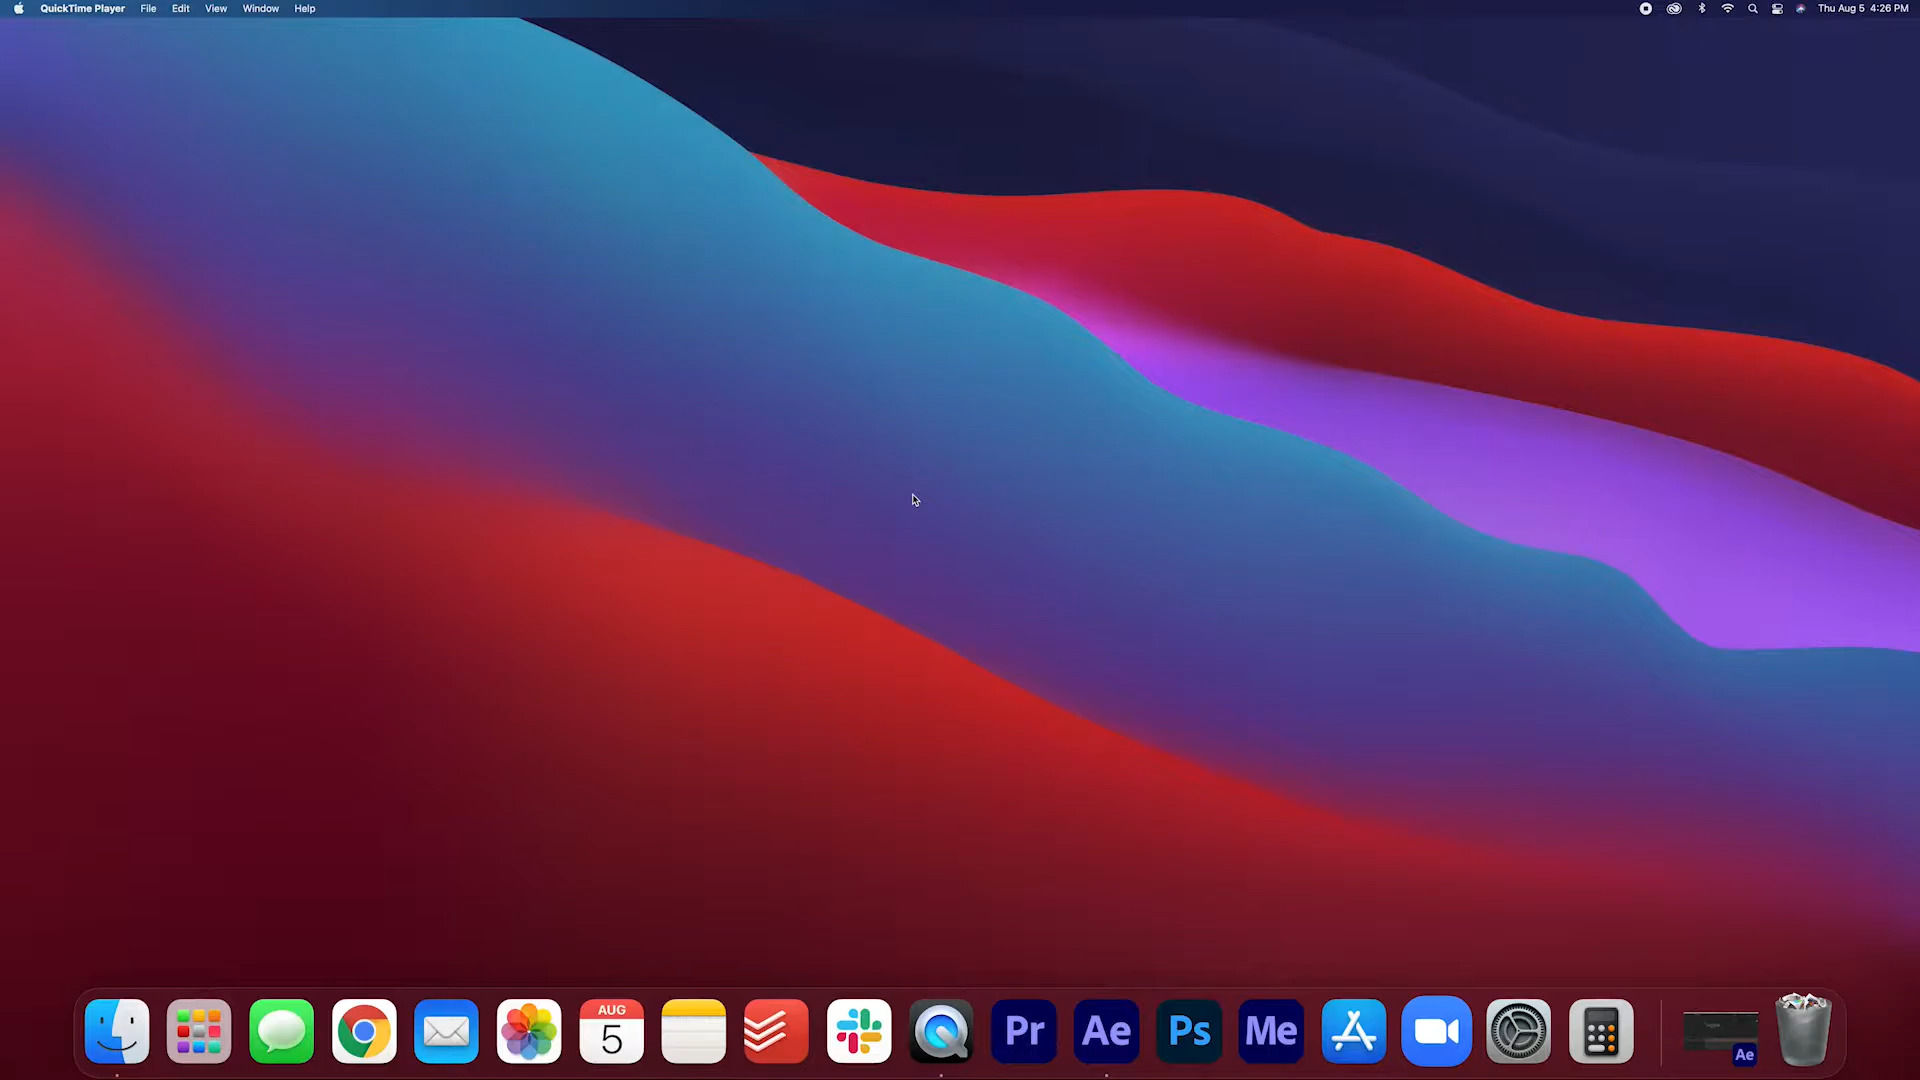 QuickTime Player File Edit View Window Help Thu Aug 5 4:26 PM
AUG
5
Pr
Ae
Ps
Me
Ae